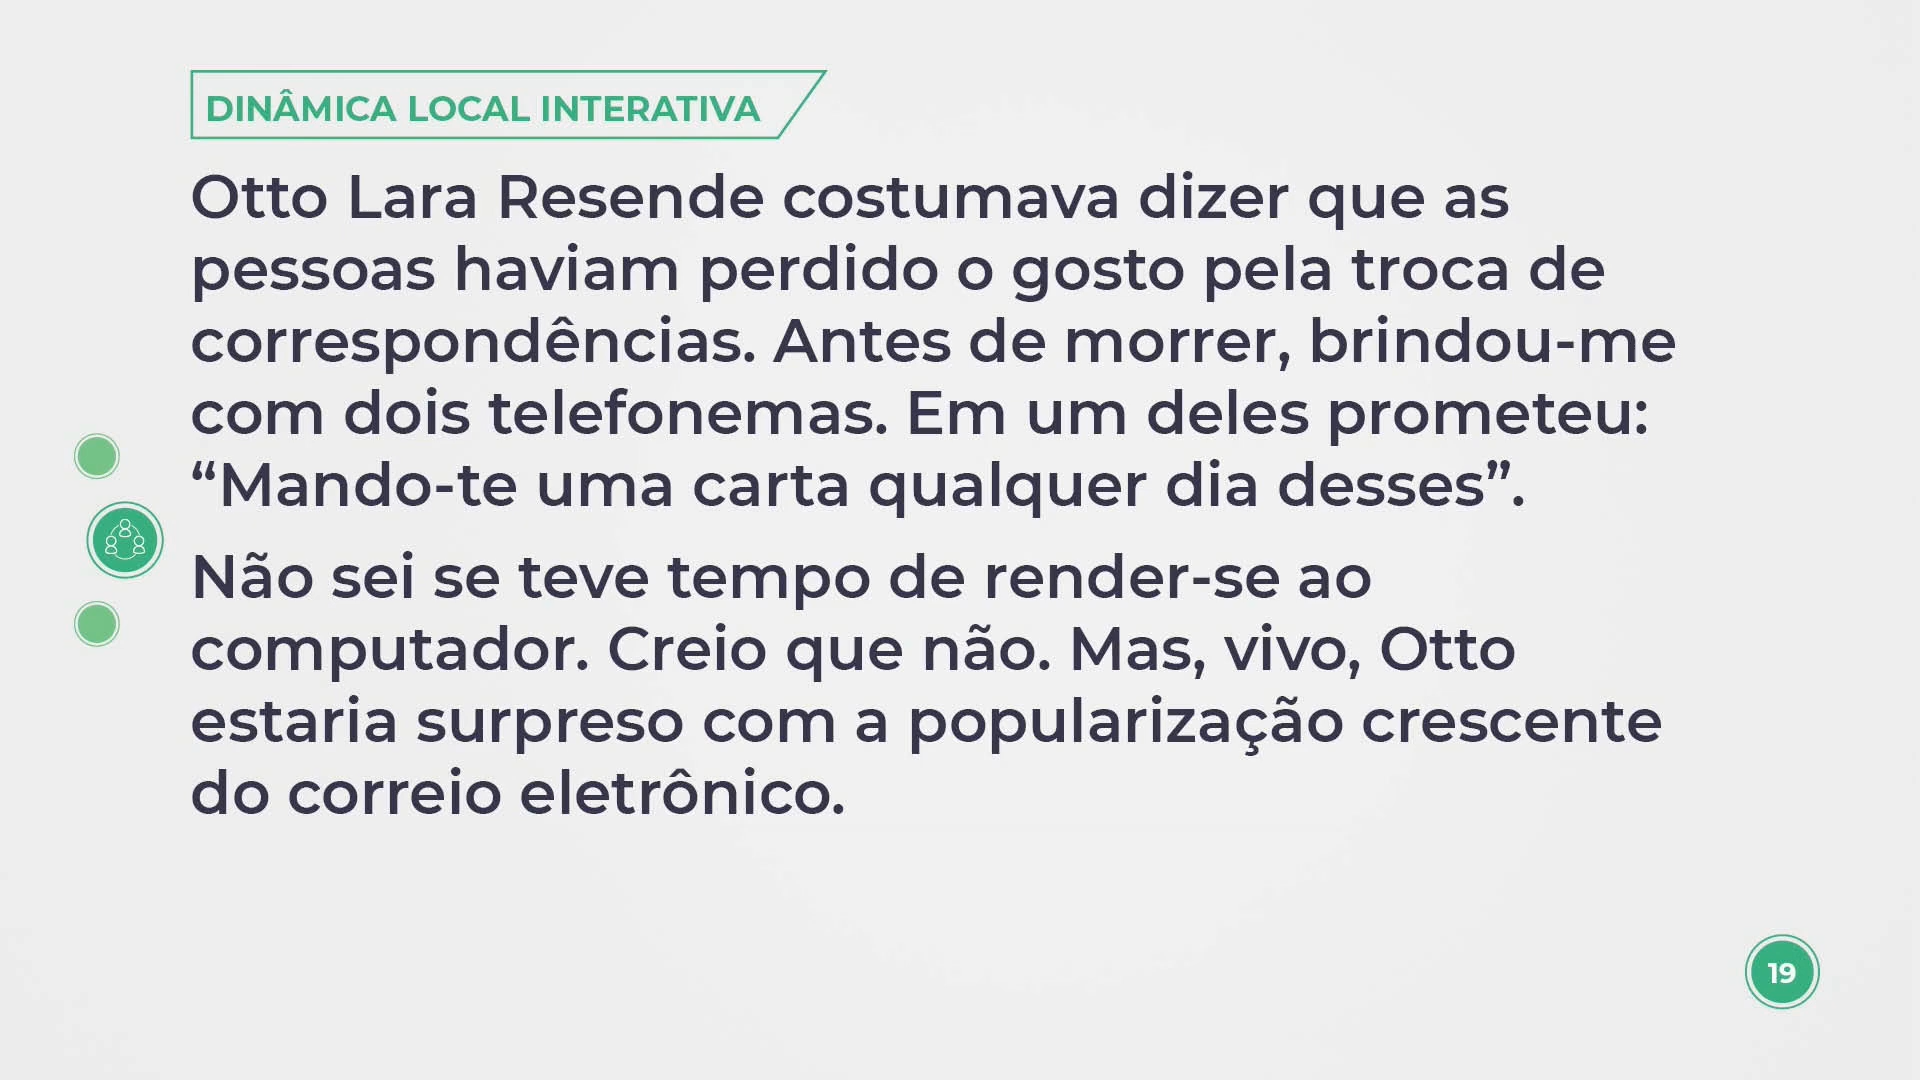 DINÂMICA LOCAL INTERATIVA
Otto Lara Resende costumava dizer que as
pessoas haviam perdido o gosto pela troca de
correspondências. Antes de morrer, brindou-me
com dois telefonemas. Em um deles prometeu:
“Mando-te uma carta qualquer dia desses”.
Não sei se teve tempo de render-se ao
computador. Creio que não. Mas, vivo, Otto
estaria surpreso com a popularização crescente
do correio eletrônico.
19